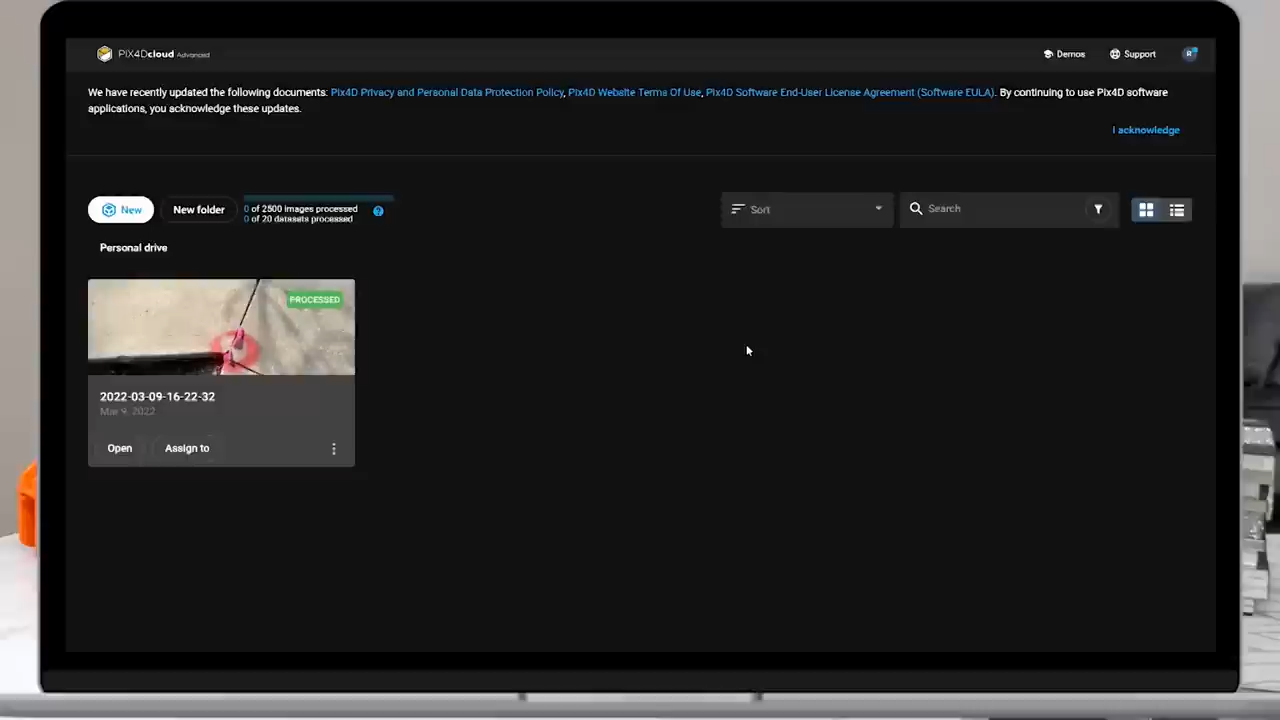 PIX4Dcloud Advanced
Demos
Support
R
We have recently updated the following documents: Pix4D Privacy and Personal Data Protection Policy, Pix4D Website Terms Of Use, Pix4D Software End-User License Agreement (Software EULA). By continuing to use Pix4D software
applications, you acknowledge these updates.
I acknowledge
New
New folder
0 of 2500 images processed
0 of 20 datasets processed
?
Sort
Search
Personal drive
PROCESSED
2022-03-09-16-22-32
Mar 9, 2022
Open
Assign to